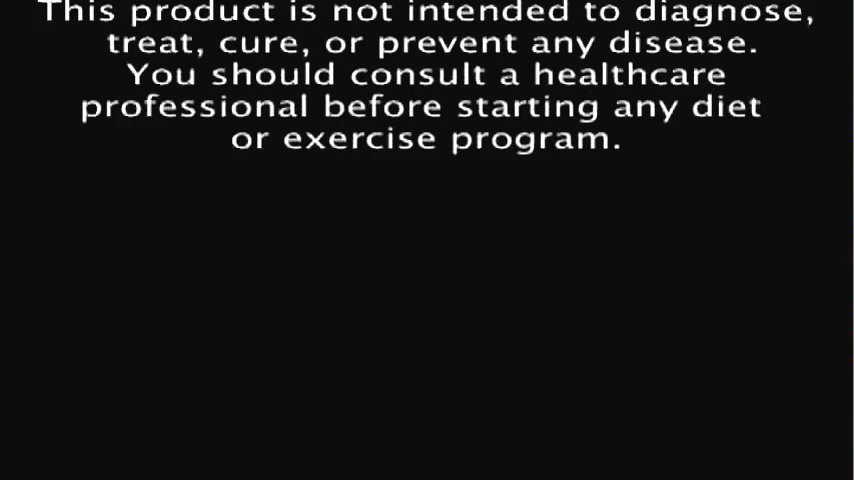 This product is not intended to diagnose,
treat, cure, or prevent any disease.
You should consult a healthcare
professional before starting any diet
or exercise program.